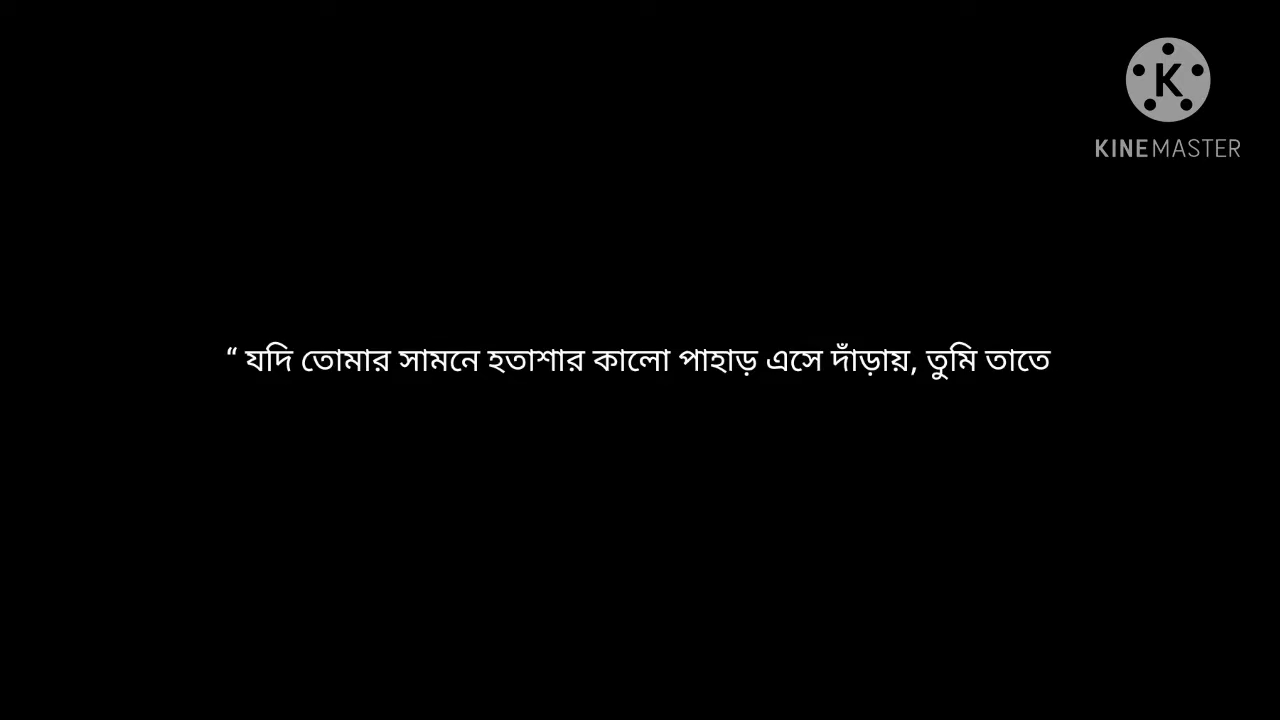 KINEMASTER
“ যদি তোমার সামনে হতাশার কালো পাহাড় এসে দাঁড়ায়, তুমি তাতে